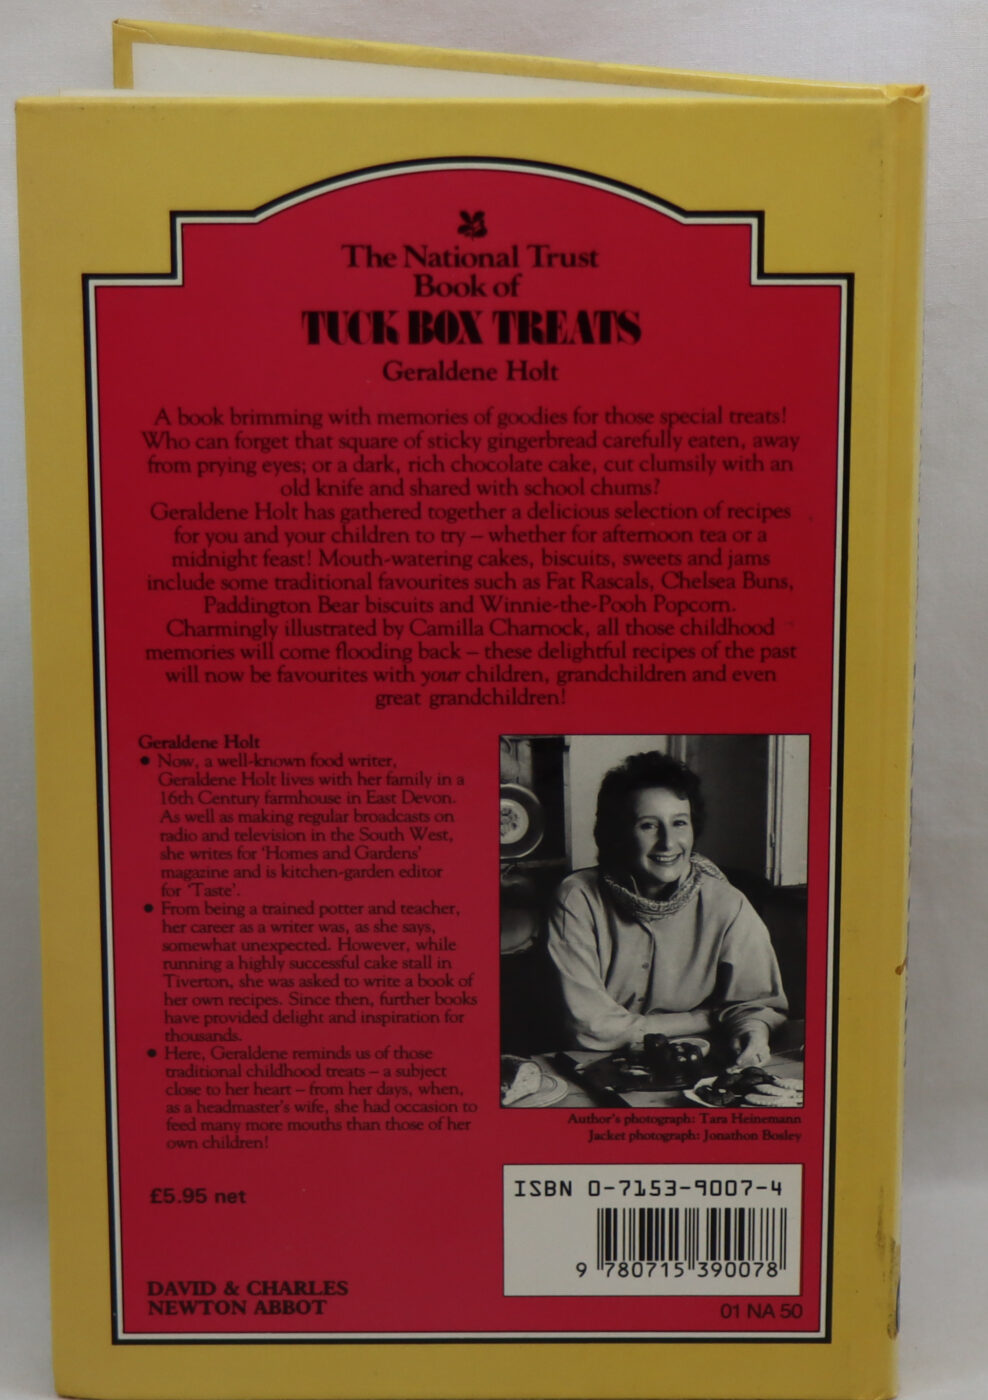 The National Trust
Book of
TUCK BOX TREATS
Geraldene Holt
A book brimming with memories of goodies for those special treats!
Who can forget that square of sticky gingerbread carefully eaten, away
from prying eyes; or a dark, rich chocolate cake, cut clumsily with an
old knife and shared with school chums?
Geraldene Holt has gathered together a delicious selection of recipes
for you and your children to try – whether for afternoon tea or a
midnight feast! Mouth-watering cakes, biscuits, sweets and jams
include some traditional favourites such as Fat Rascals, Chelsea Buns,
Paddington Bear biscuits and Winnie-the-Pooh Popcorn.
Charmingly illustrated by Camilla Charnock, all those childhood
memories will come flooding back – these delightful recipes of the past
will now be favourites with your children, grandchildren and even
great grandchildren!
Geraldene Holt
• Now, a well-known food writer,
Geraldene Holt lives with her family in a
16th Century farmhouse in East Devon.
As well as making regular broadcasts on
radio and television in the South West,
she writes for 'Homes and Gardens'
magazine and is kitchen-garden editor
for 'Taste'.
• From being a trained potter and teacher,
her career as a writer was, as she says,
somewhat unexpected. However, while
running a highly successful cake stall in
Tiverton, she was asked to write a book of
her own recipes. Since then, further books
have provided delight and inspiration for
thousands.
• Here, Geraldene reminds us of those
traditional childhood treats – a subject
close to her heart – from her days, when,
as a headmaster's wife, she had occasion to
feed many more mouths than those of her
own children!
Author's photograph: Tara Heinemann
Jacket photograph: Jonathon Bosley
£5.95 net
DAVID & CHARLES
NEWTON ABBOT
ISBN 0-7153-9007-4
9 780715 390078
01 NA 50